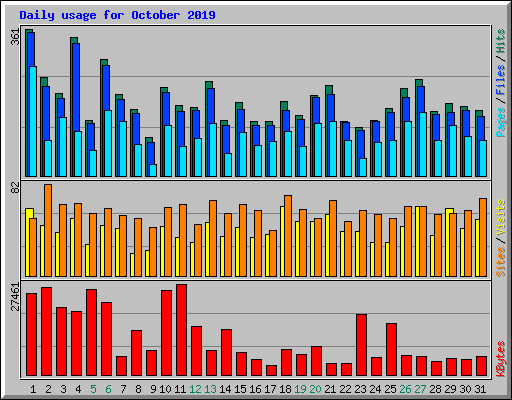 Daily usage for October 2019
361
Pages / Files / Hits
82
Sites / Visits
27461
KBytes
1 2 3 4 5 6 7 8 9 10 11 12 13 14 15 16 17 18 19 20 21 22 23 24 25 26 27 28 29 30 31